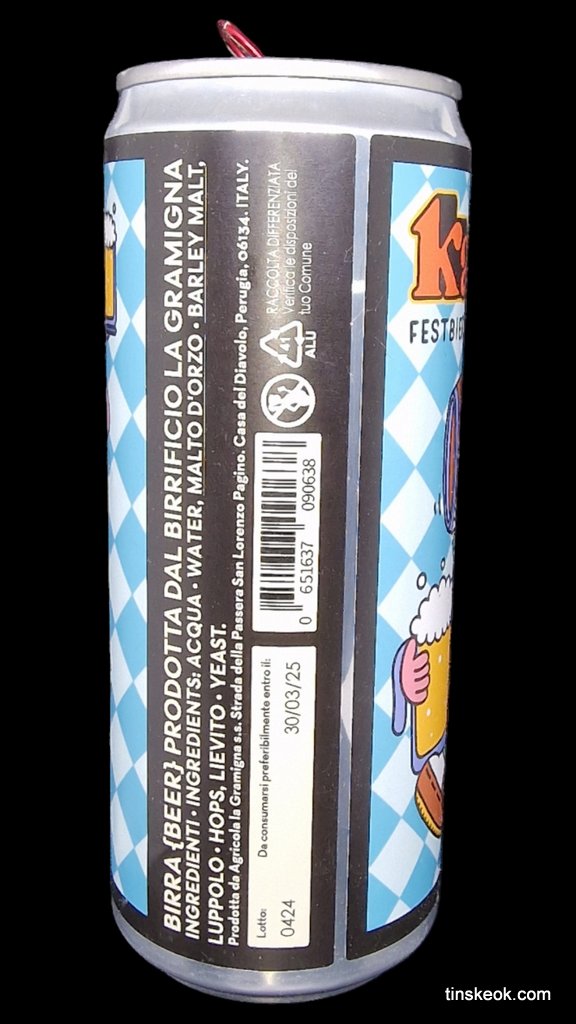 BIRRA {BEER} PRODOTTA DAL BIRRIFICIO LA GRAMIGNA
INGREDIENTI • INGREDIENTS: ACQUA • WATER, MALTO D'ORZO • BARLEY MALT,
LUPPOLO • HOPS, LIEVITO • YEAST.
Prodotta da Agricola la Gramigna s.s. Strada della Passera San Lorenzo Pagino. Casa del Diavolo, Perugia, 06134. ITALY.
Lotto:
0424
Da consumarsi preferibilmente entro il:
30/03/25
0 651637 090638
41
ALU
RACCOLTA DIFFERENZIATA
Verifica le disposizioni del
tuo Comune
tinskeok.com